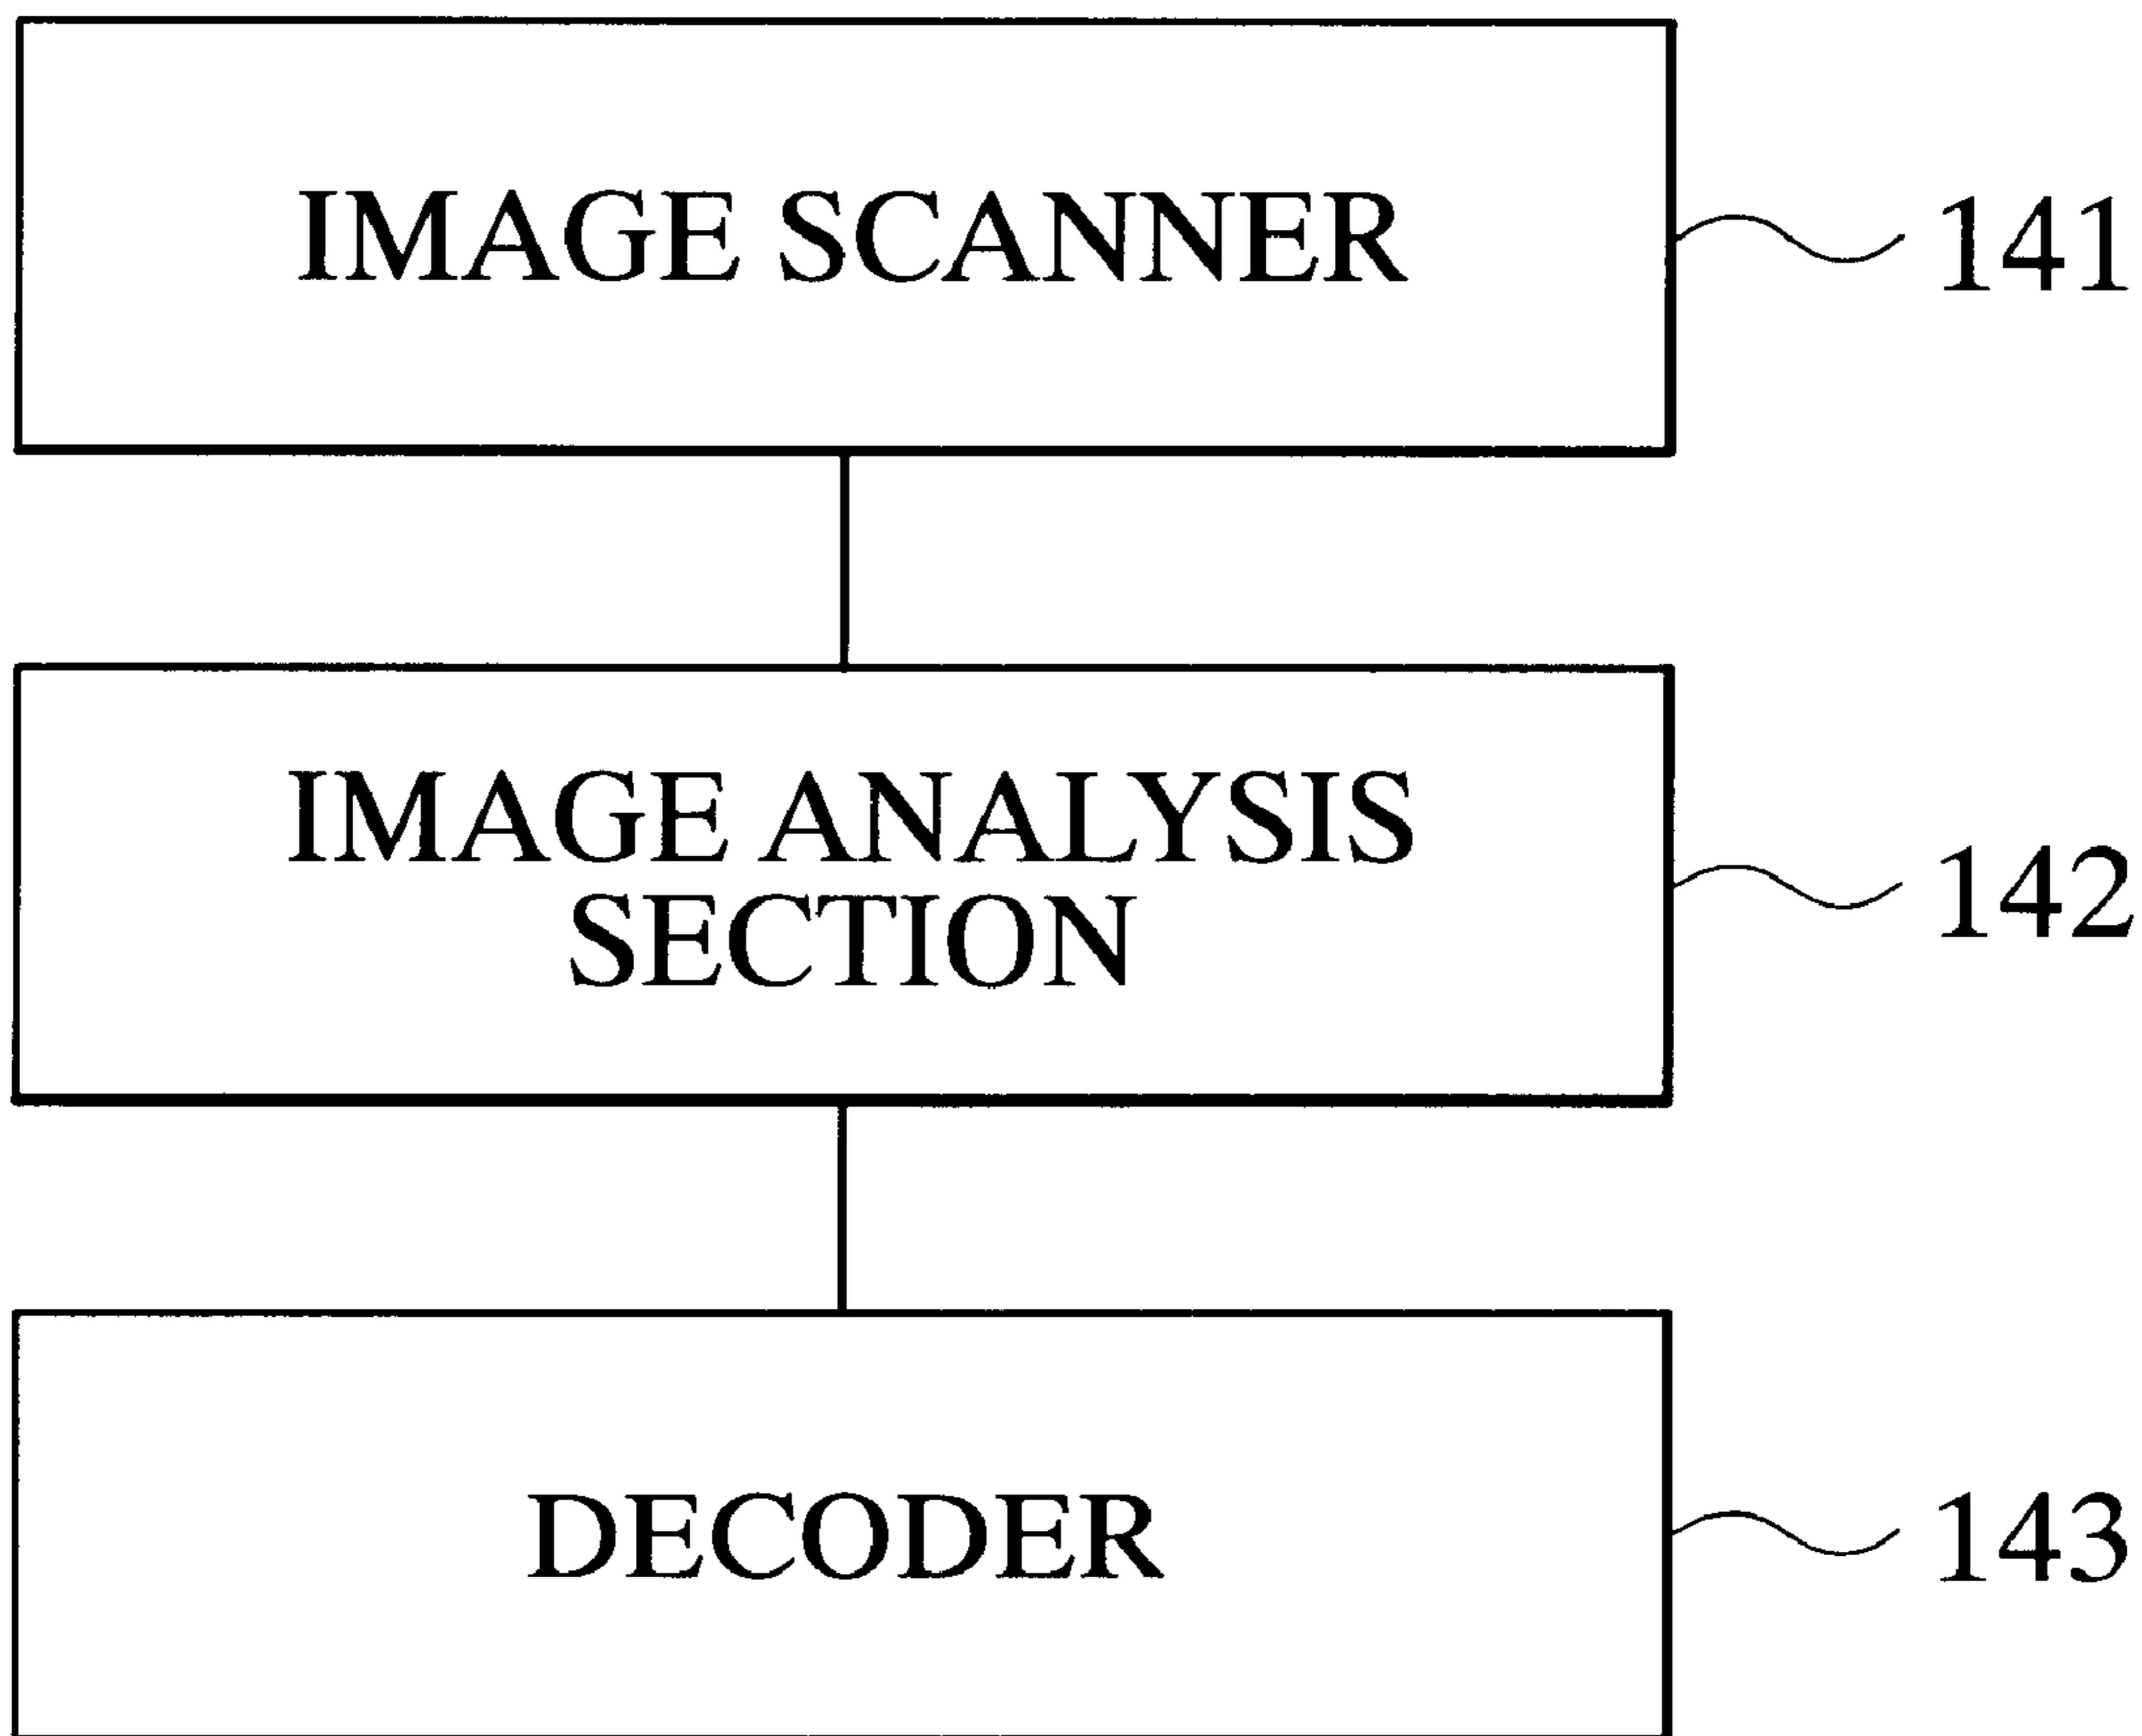 IMAGE SCANNER
141
IMAGE ANALYSIS
SECTION
142
DECODER
143